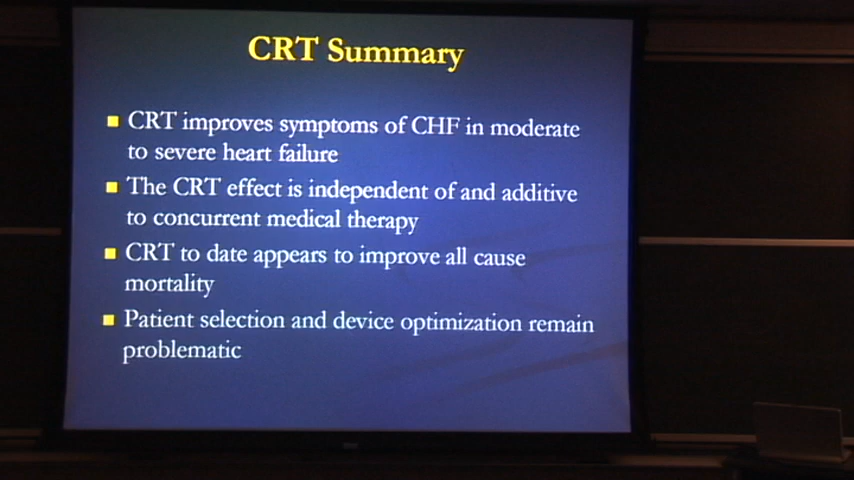 CRT Summary
CRT improves symptoms of CHF in moderate
to severe heart failure
The CRT effect is independent of and additive
to concurrent medical therapy
CRT to date appears to improve all cause
mortality
Patient selection and device optimization remain
problematic